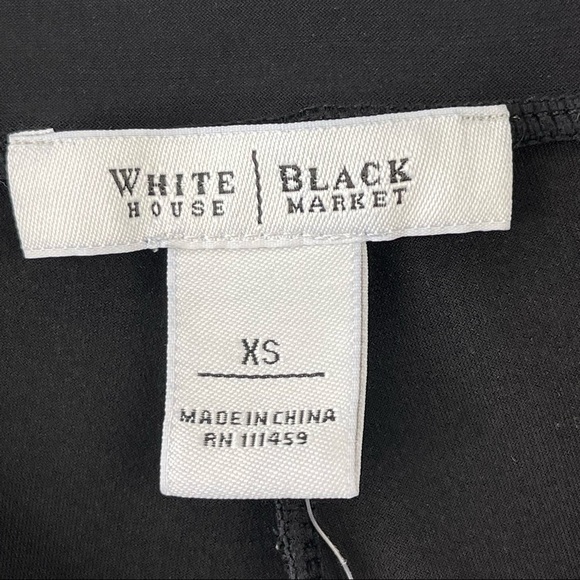 WHITE | BLACK
HOUSE | MARKET
XS
MADE IN CHINA
RN 111459